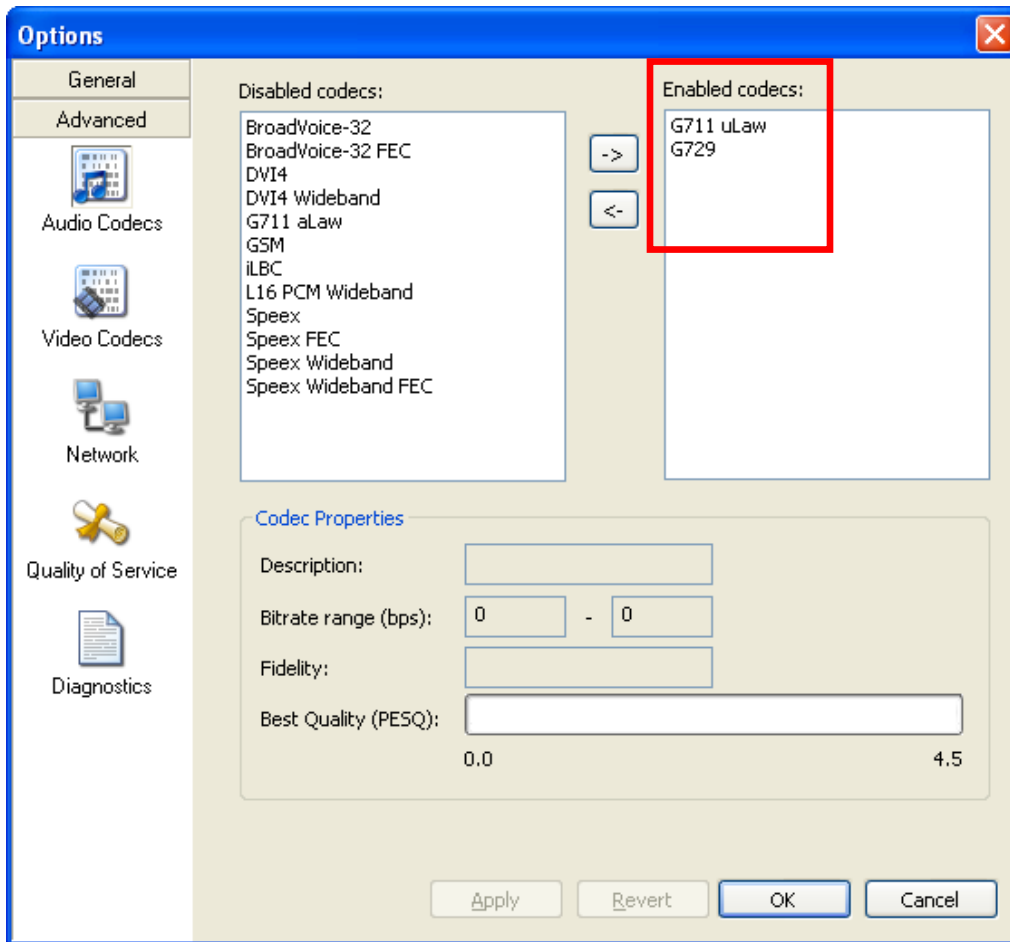 Options
General
Advanced
Audio Codecs
Video Codecs
Network
Quality of Service
Diagnostics
Disabled codecs:
BroadVoice-32
BroadVoice-32 FEC
DVI4
DVI4 Wideband
G711 aLaw
GSM
iLBC
L16 PCM Wideband
Speex
Speex FEC
Speex Wideband
Speex Wideband FEC
->
<-
Enabled codecs:
G711 uLaw
G729
Codec Properties
Description:
Bitrate range (bps): 0 - 0
Fidelity:
Best Quality (PESQ):
0.0 4.5
Apply Revert OK Cancel